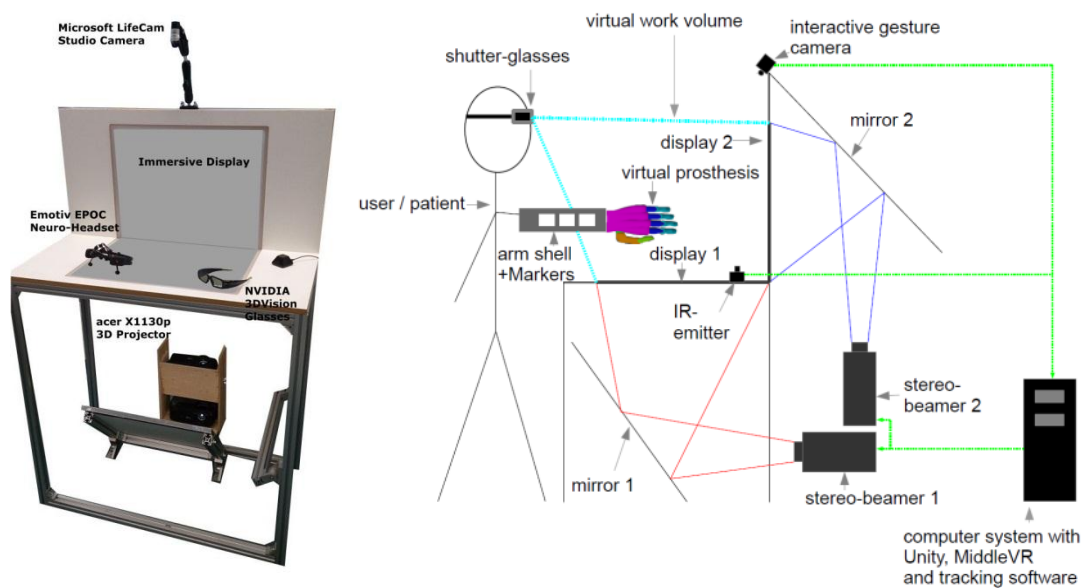 Microsoft LifeCam
Studio Camera
Immersive Display
Emotiv EPOC
Neuro-Headset
NVIDIA
3DVision
Glasses
acer X1130p
3D Projector
virtual work volume
interactive gesture
camera
shutter-glasses
mirror 2
display 2
virtual prosthesis
user / patient
arm shell
+Markers
display 1
IR-
emitter
stereo-
beamer 2
mirror 1
stereo-beamer 1
computer system with
Unity, MiddleVR
and tracking software